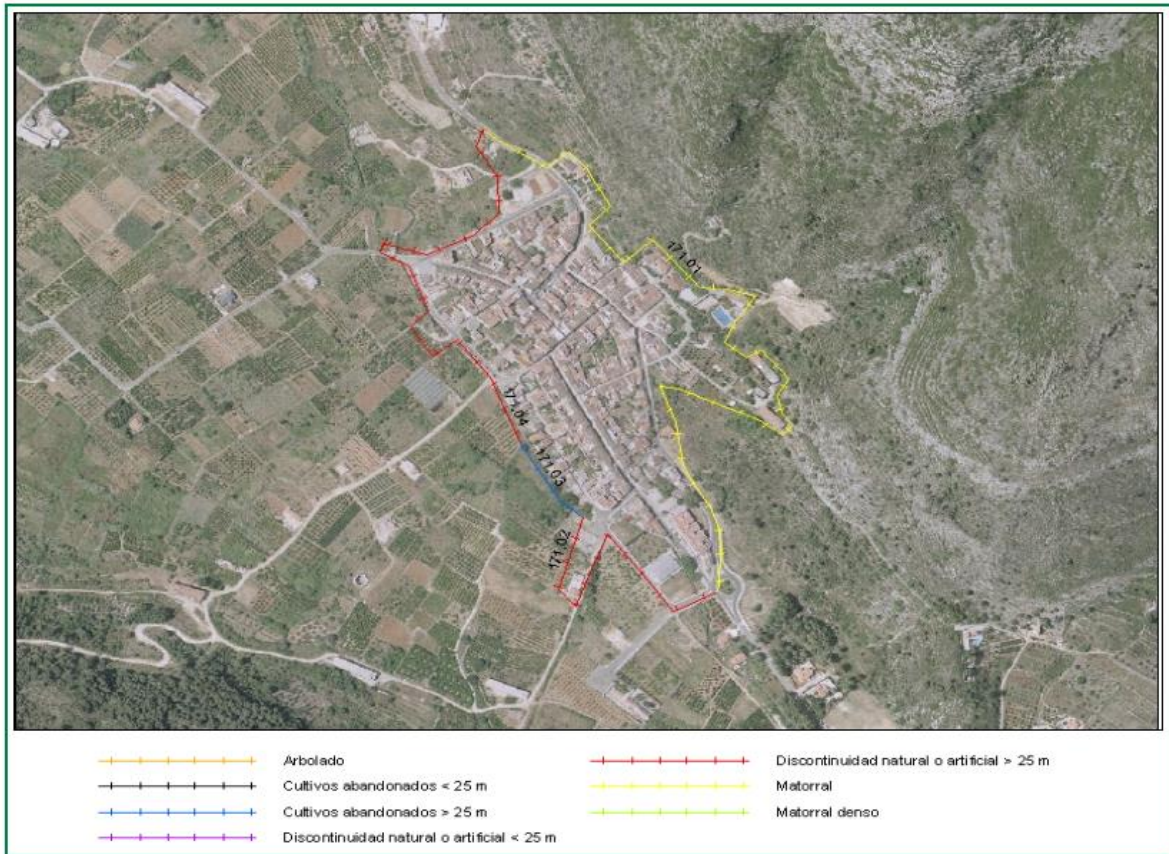 171.01
171.04
171.03
171.02
Arbolado
Cultivos abandonados < 25 m
Cultivos abandonados > 25 m
Discontinuidad natural o artificial < 25 m
Discontinuidad natural o artificial > 25 m
Matorral
Matorral denso